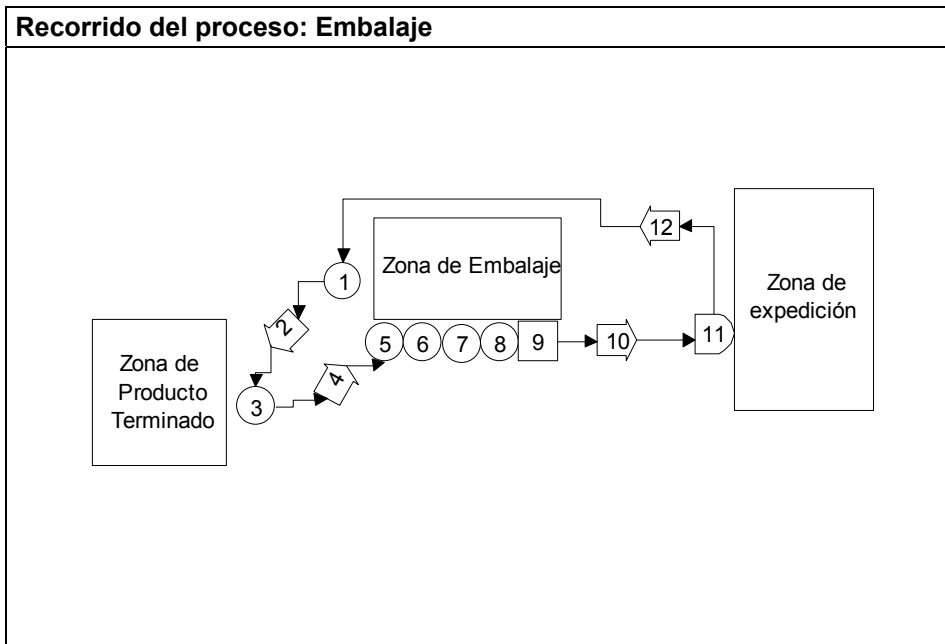 Recorrido del proceso: Embalaje
12
Zona de Embalaje
1
Zona de
expedición
2
5
6
7
8
9
10
11
Zona de
Producto
Terminado
3
4